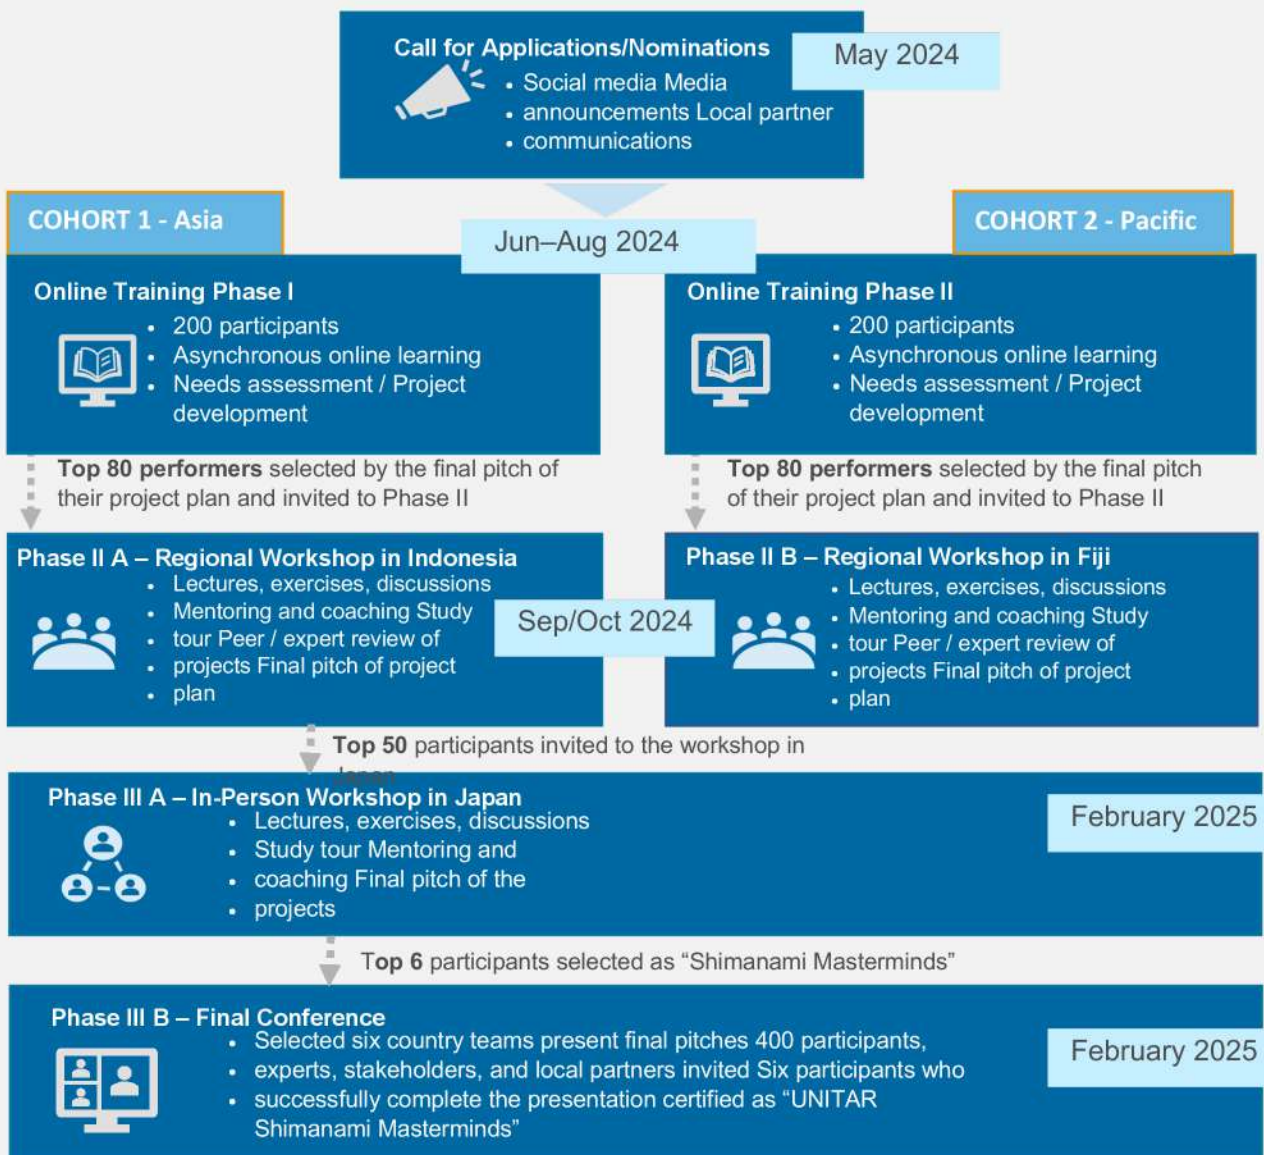 Call for Applications/Nominations
May 2024
• Social media Media
• announcements Local partner
• communications
COHORT 1 - Asia
Jun–Aug 2024
COHORT 2 - Pacific
Online Training Phase I
• 200 participants
• Asynchronous online learning
• Needs assessment / Project
development
Online Training Phase II
• 200 participants
• Asynchronous online learning
• Needs assessment / Project
development
Top 80 performers selected by the final pitch of
their project plan and invited to Phase II
Top 80 performers selected by the final pitch
of their project plan and invited to Phase II
Phase II A – Regional Workshop in Indonesia
• Lectures, exercises, discussions
• Mentoring and coaching Study
• tour Peer / expert review of
• projects Final pitch of project
• plan
Sep/Oct 2024
Phase II B – Regional Workshop in Fiji
• Lectures, exercises, discussions
• Mentoring and coaching Study
• tour Peer / expert review of
• projects Final pitch of project
• plan
Top 50 participants invited to the workshop in
Japan
Phase III A – In-Person Workshop in Japan
• Lectures, exercises, discussions
• Study tour Mentoring and
• coaching Final pitch of the
• projects
February 2025
Top 6 participants selected as “Shimanami Masterminds”
Phase III B – Final Conference
• Selected six country teams present final pitches 400 participants,
• experts, stakeholders, and local partners invited Six participants who
• successfully complete the presentation certified as “UNITAR
Shimanami Masterminds”
February 2025